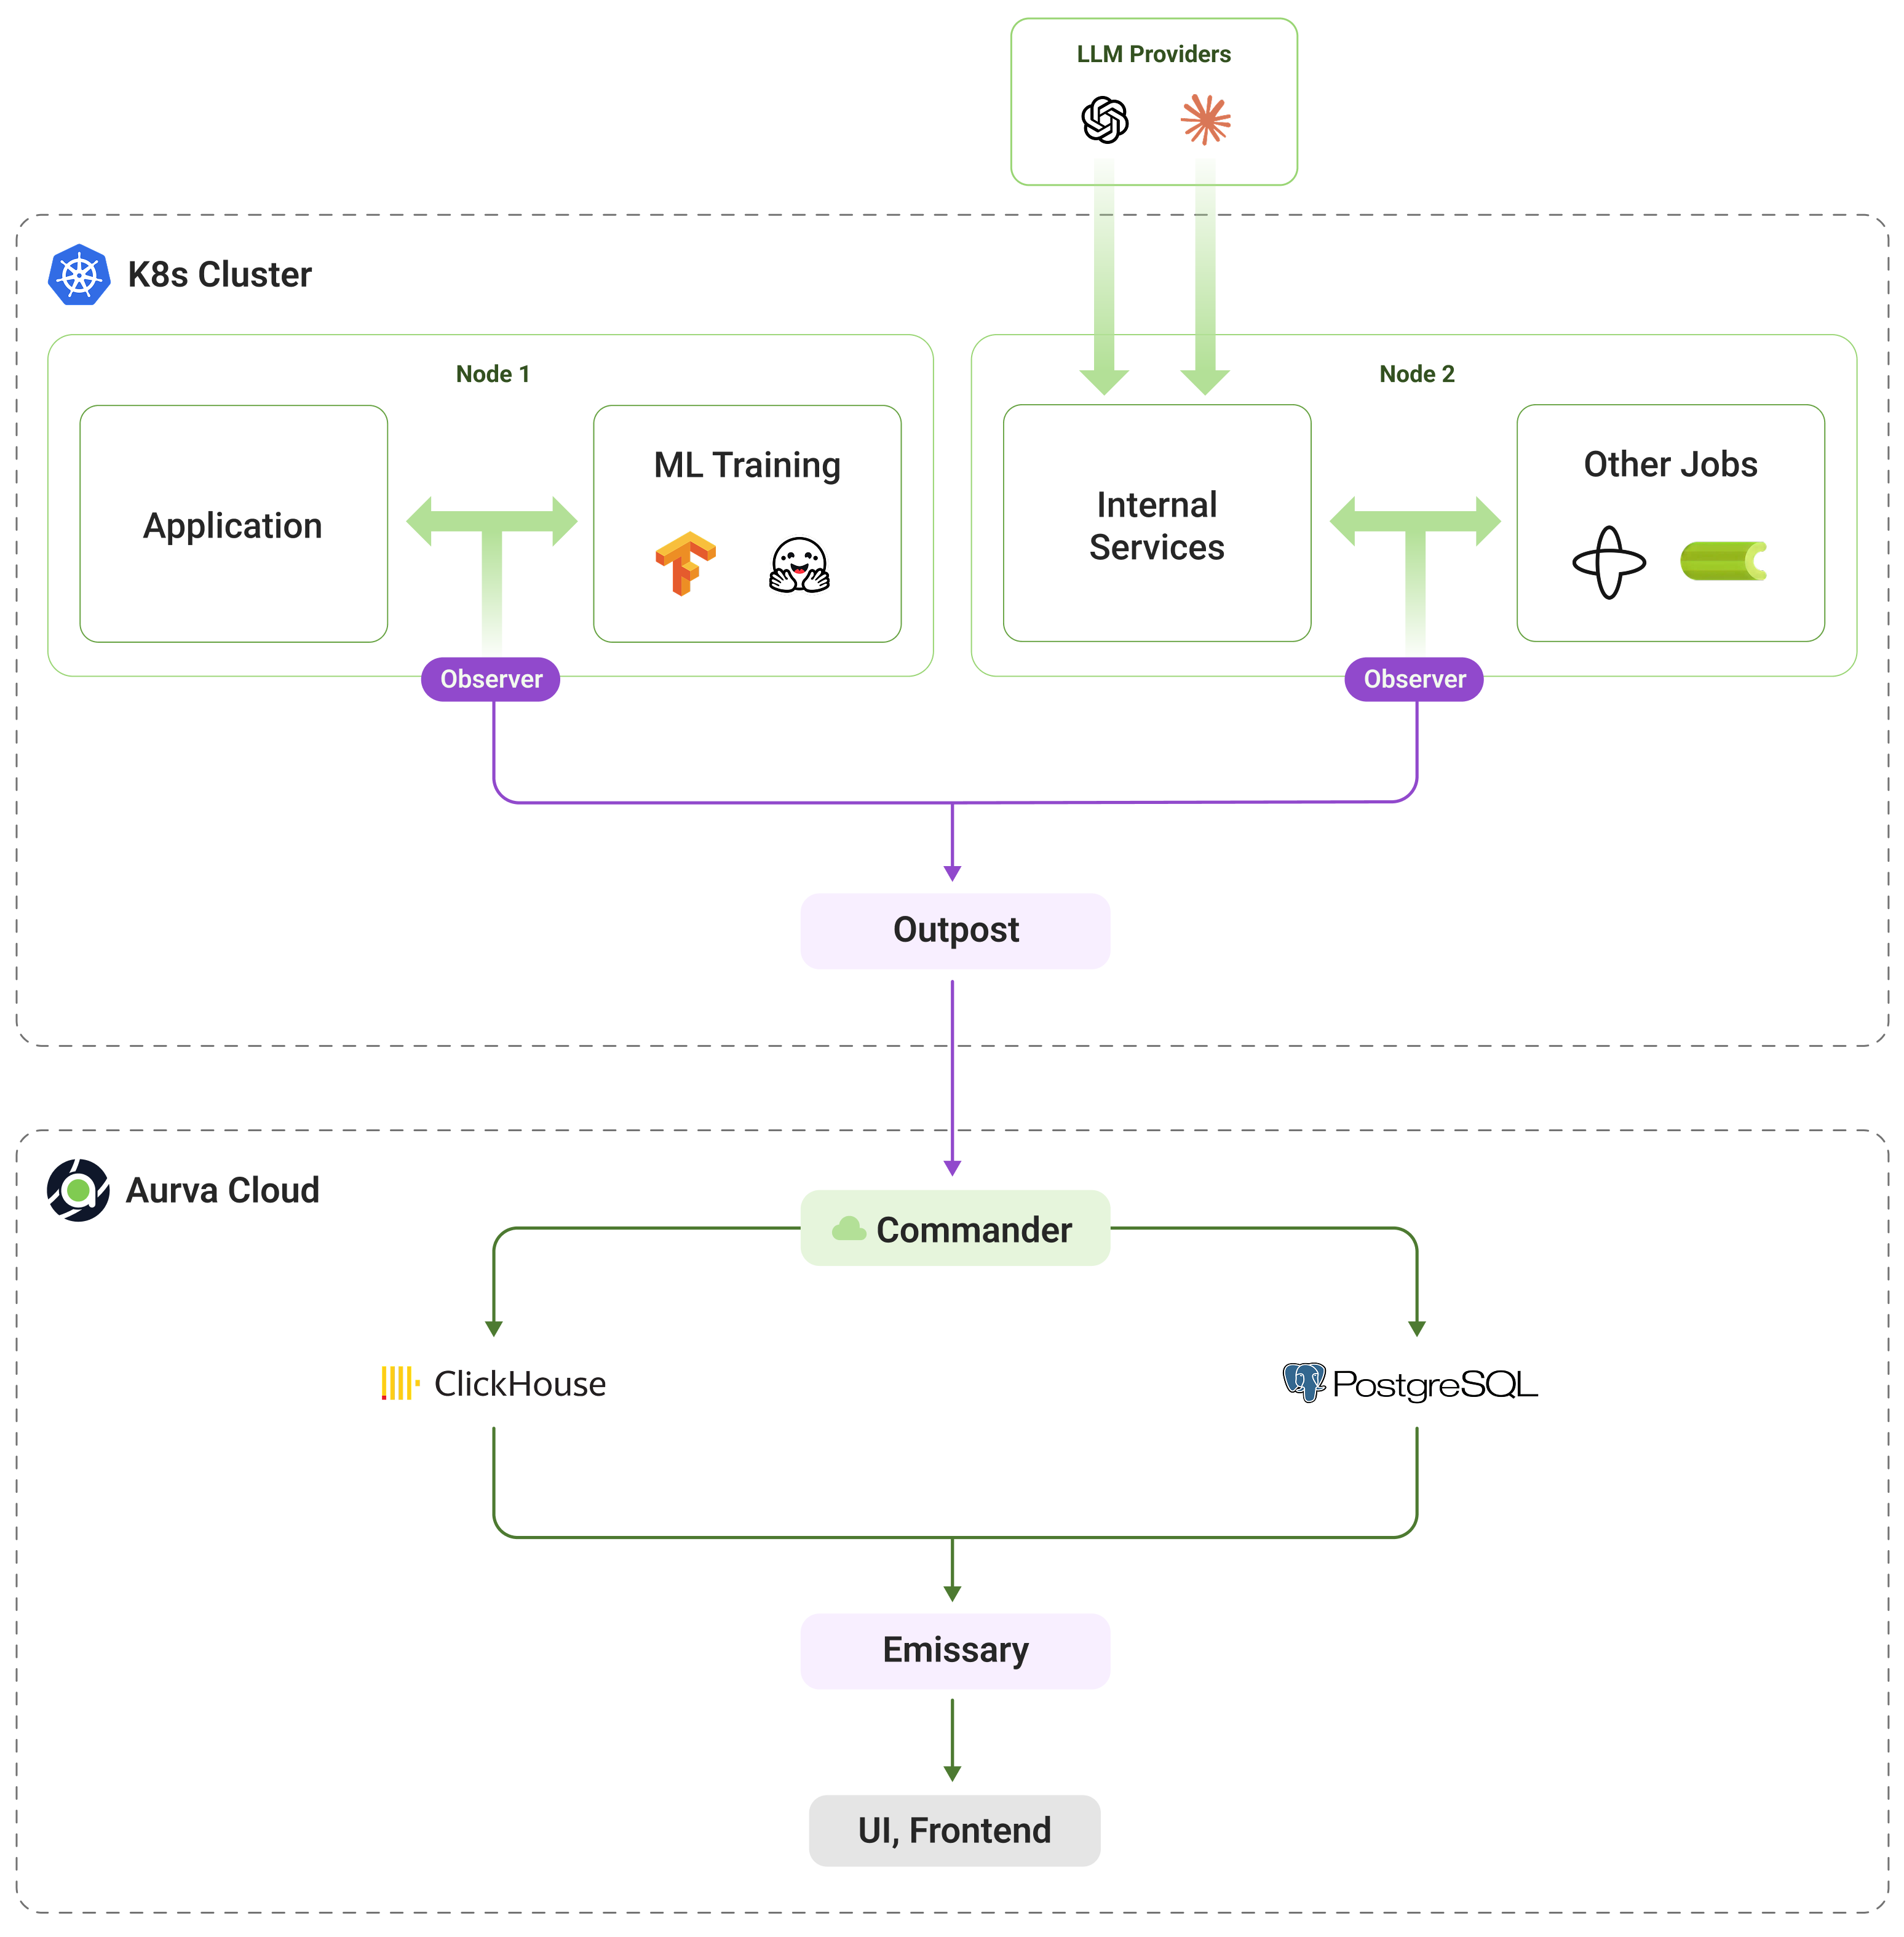 LLM Providers
K8s Cluster
Node 1
Application
ML Training
Observer
Node 2
Internal
Services
Other Jobs
Observer
Outpost
Aurva Cloud
Commander
ClickHouse
PostgreSQL
Emissary
UI, Frontend